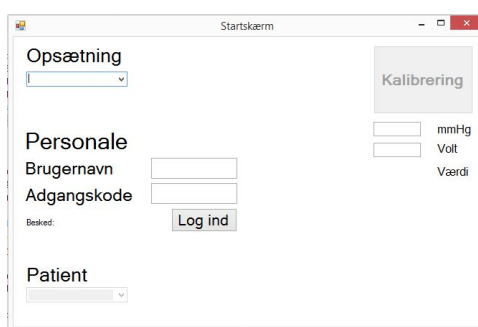 Startskærm
Opsætning
Kalibrering
mmHg
Volt
Værdi
Personale
Brugernavn
Adgangskode
Besked:
Log ind
Patient